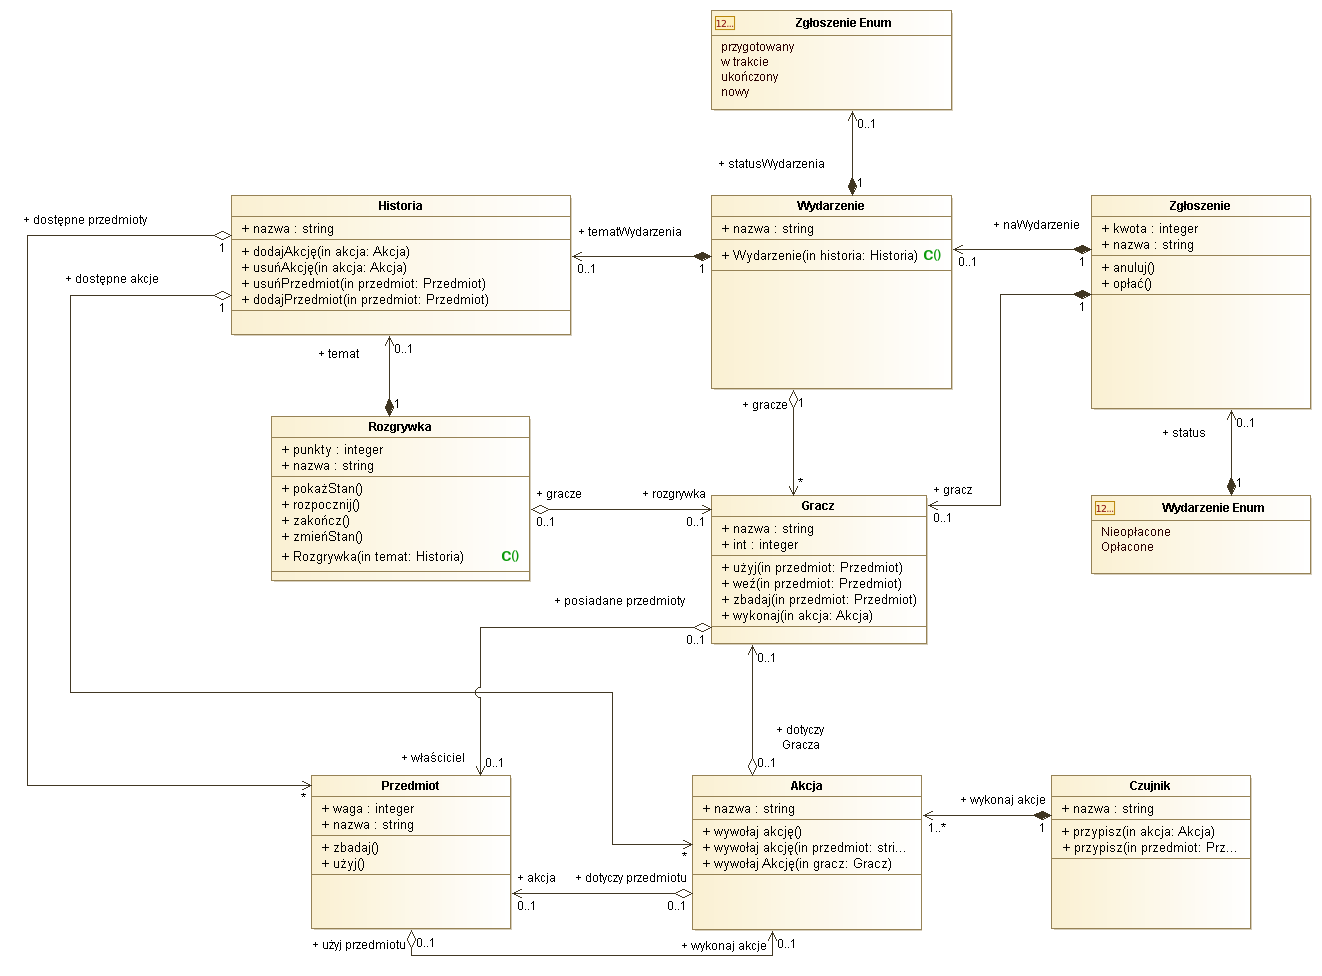 12...
Zgłoszenie Enum
przygotowany
w trakcie
ukończony
nowy
0..1
+ statusWydarzenia
1
Historia
+ nazwa : string
+ dodajAkcję(in akcja: Akcja)
+ usuńAkcję(in akcja: Akcja)
+ usuńPrzedmiot(in przedmiot: Przedmiot)
+ dodajPrzedmiot(in przedmiot: Przedmiot)
+ dostępne przedmioty
1
+ dostępne akcje
1
+ tematWydarzenia
0..1
1
Wydarzenie
+ nazwa : string
+ Wydarzenie(in historia: Historia) C()
+ naWydarzenie
0..1
1
Zgłoszenie
+ kwota : integer
+ nazwa : string
+ anuluj()
+ opłać()
1
+ temat
0..1
1
Rozgrywka
+ punkty : integer
+ nazwa : string
+ pokażStan()
+ rozpocznij()
+ zakończ()
+ zmieńStan()
+ Rozgrywka(in temat: Historia) C()
+ gracze
1
*
+ status
0..1
1
12...
Wydarzenie Enum
Nieopłacone
Opłacone
+ gracze
0..1
+ rozgrywka
0..1
+ gracz
0..1
Gracz
+ nazwa : string
+ int : integer
+ użyj(in przedmiot: Przedmiot)
+ weź(in przedmiot: Przedmiot)
+ zbadaj(in przedmiot: Przedmiot)
+ wykonaj(in akcja: Akcja)
+ posiadane przedmioty
0..1
0..1
+ dotyczy
Gracza
0..1
+ właściciel
0..1
*
Przedmiot
+ waga : integer
+ nazwa : string
+ zbadaj()
+ użyj()
*
Akcja
+ nazwa : string
+ wywołaj akcję()
+ wywołaj akcję(in przedmiot: stri...
+ wywołaj Akcję(in gracz: Gracz)
+ wykonaj akcje
1..*
1
Czujnik
+ nazwa : string
+ przypisz(in akcja: Akcja)
+ przypisz(in przedmiot: Prz...
+ akcja
0..1
+ dotyczy przedmiotu
0..1
+ użyj przedmiotu
0..1
+ wykonaj akcje
0..1